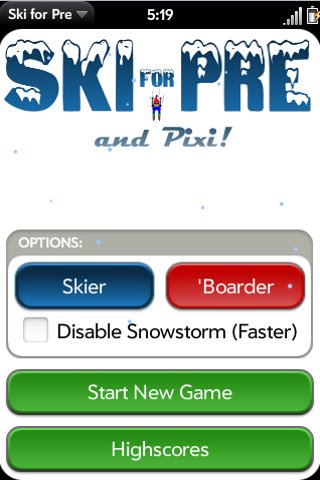 Ski for Pre 5:19
SKI FOR PRE
and Pixi!
OPTIONS:
Skier 'Boarder
Disable Snowstorm (Faster)
Start New Game
Highscores